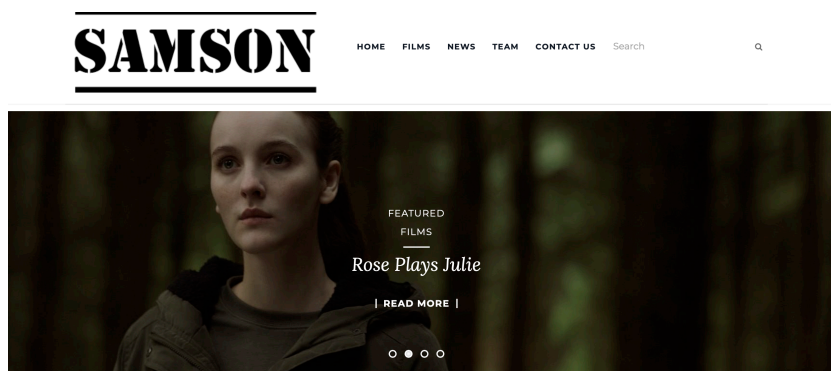 SAMSON
HOME FILMS NEWS TEAM CONTACT US Search
FEATURED
FILMS
Rose Plays Julie
| READ MORE |